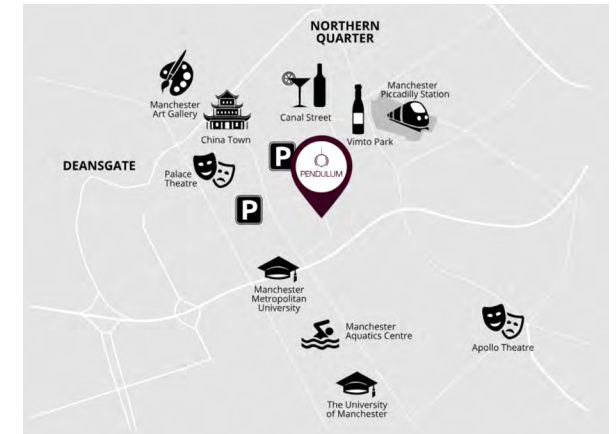 NORTHERN
QUARTER
Manchester
Art Gallery
China Town
Canal Street
Manchester
Piccadilly Station
Vimto Park
DEANSGATE
Palace
Theatre
P
PENDULUM
P
Manchester
Metropolitan
University
Manchester
Aquatics Centre
Apollo Theatre
The University
of Manchester